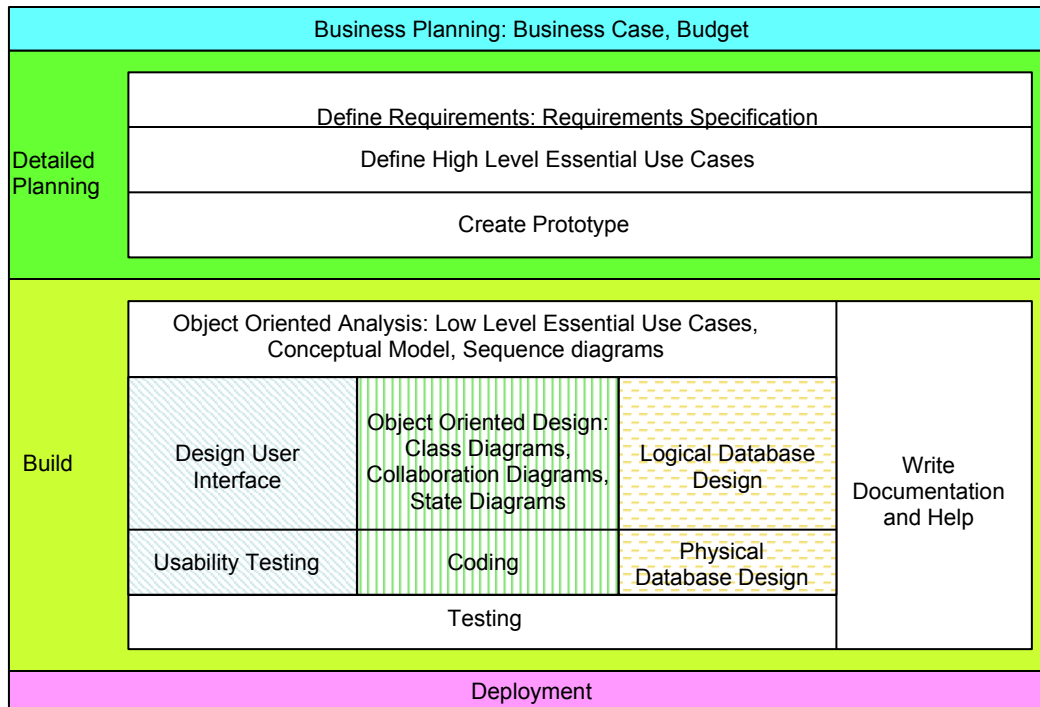 Business Planning: Business Case, Budget
Detailed
Planning
Define Requirements: Requirements Specification
Define High Level Essential Use Cases
Create Prototype
Build
Object Oriented Analysis: Low Level Essential Use Cases,
Conceptual Model, Sequence diagrams
Design User
Interface
Object Oriented Design:
Class Diagrams,
Collaboration Diagrams,
State Diagrams
Logical Database
Design
Usability Testing
Coding
Physical
Database Design
Testing
Write
Documentation
and Help
Deployment